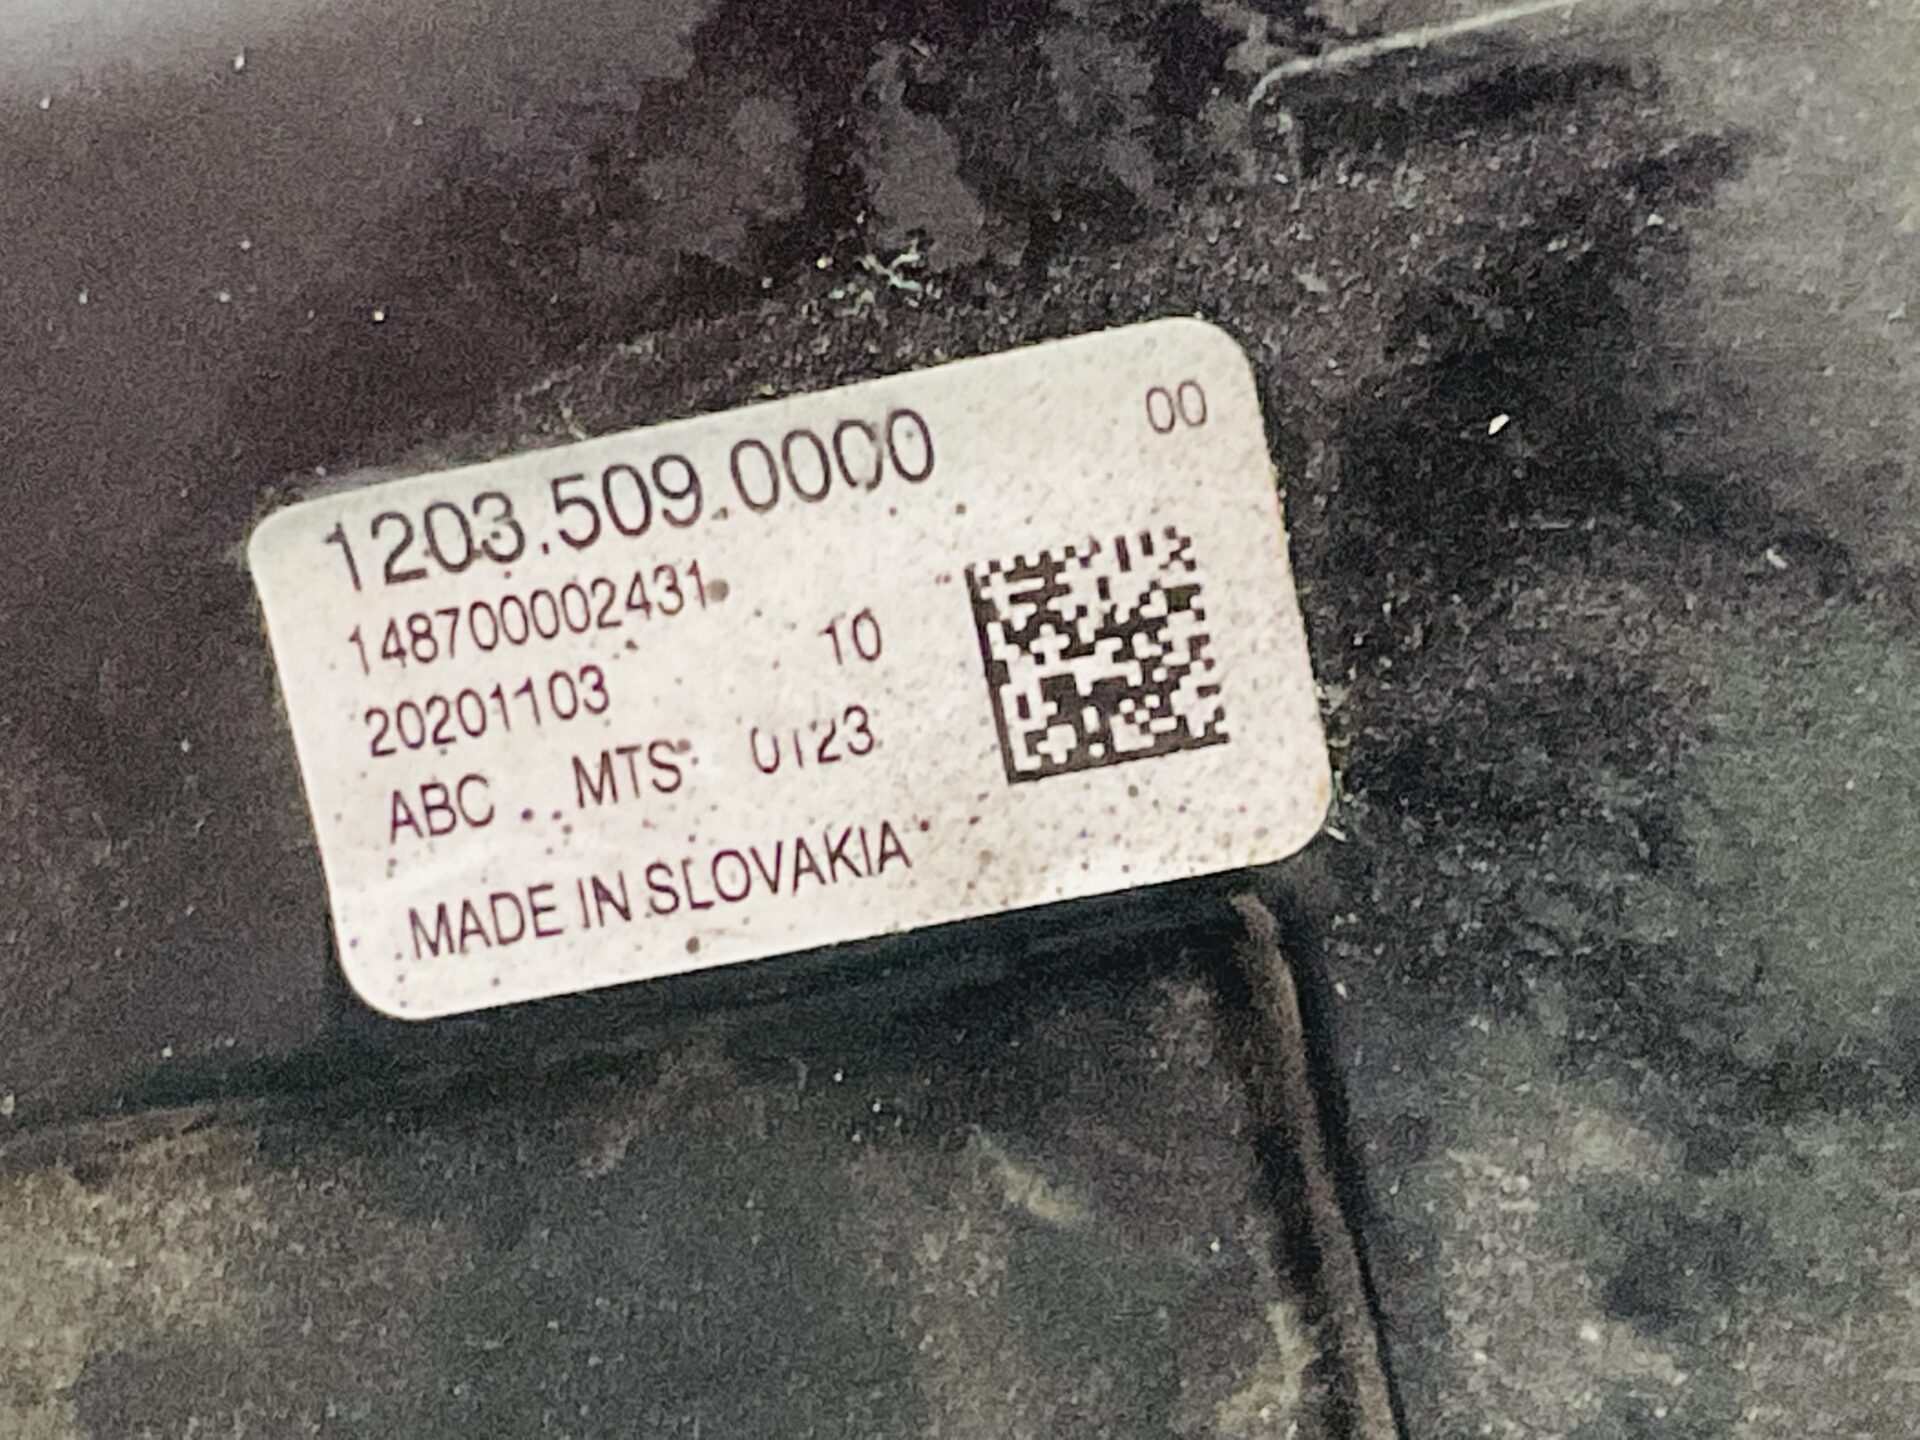 1203.509.0000 00
148700002431
20201103 10
ABC MTS 0123
MADE IN SLOVAKIA